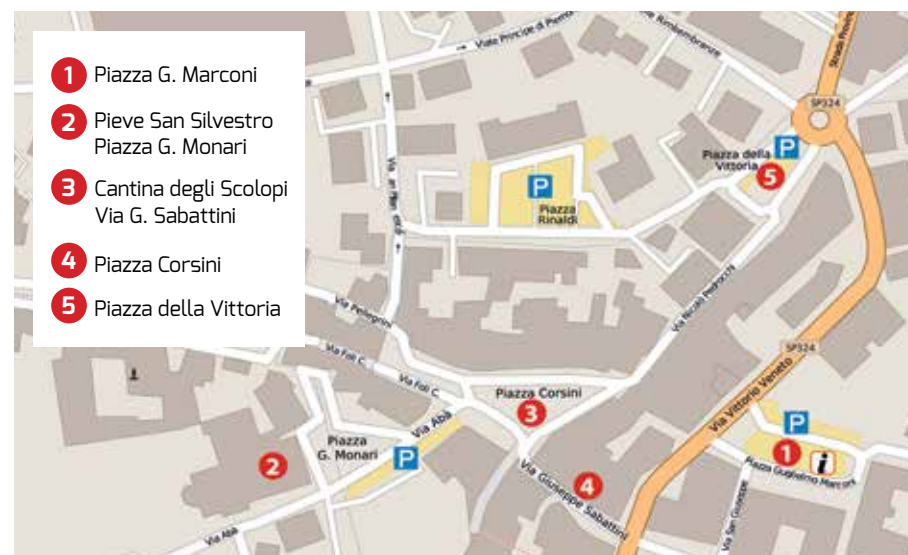 1 Piazza G. Marconi
2 Pieve San Silvestro
Piazza G. Monari
3 Cantina degli Scolopi
Via G. Sabattini
4 Piazza Corsini
5 Piazza della Vittoria
Viale Principe di
Rimembranze
Strada
SP324
P
Piazza della
Vittoria
5
P
Piazza
Rinaldi
Via Niccolò Pedrocchi
Via Pellegrini
Via Foli C.
Via Foli C.
SP324
Via Vittorio Veneto
Piazza Corsini
3
Via Abà
Piazza
G. Monari
P
2
P
1
i
Piazza Guglielmo Marconi
4
Via Giuseppe Sabattini
Via San Giuseppe
Via Abà